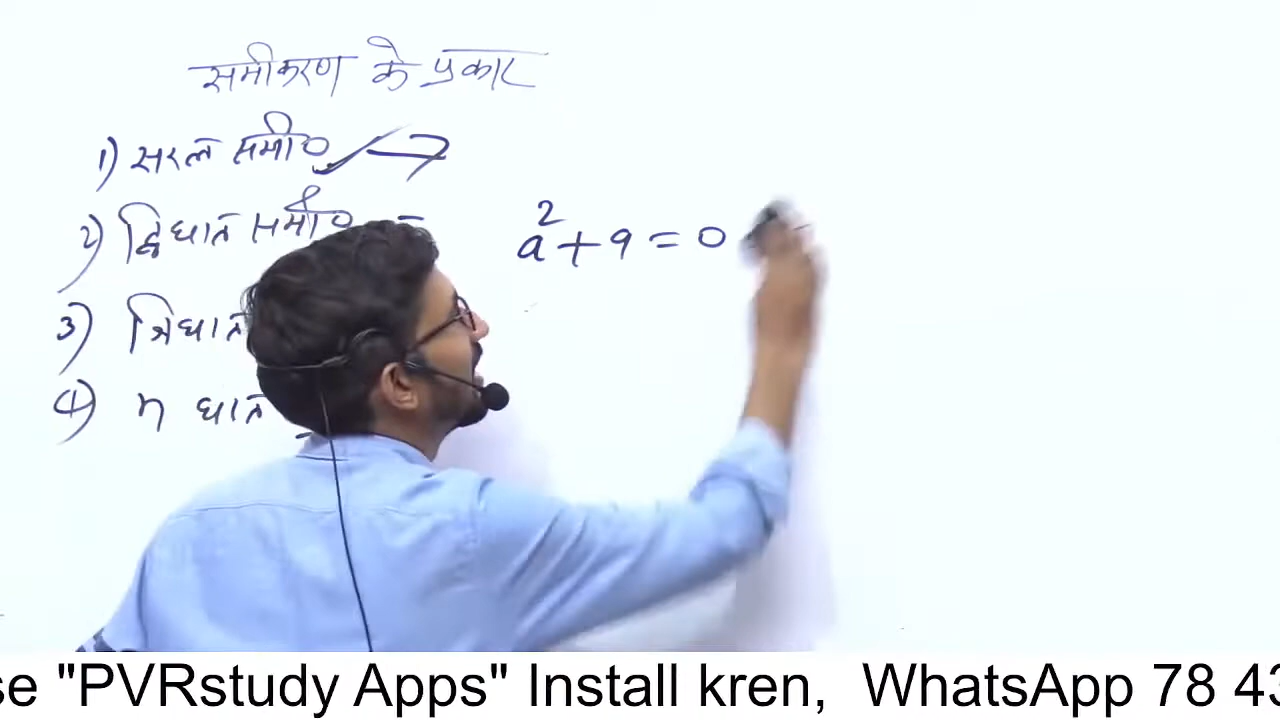 समीकरण के प्रकार
1) सरल समी०
2) द्विघात समी०
a² + 9 = 0
3) त्रिघात
4) n घात
se "PVRstudy Apps" Install kren, WhatsApp 78 43